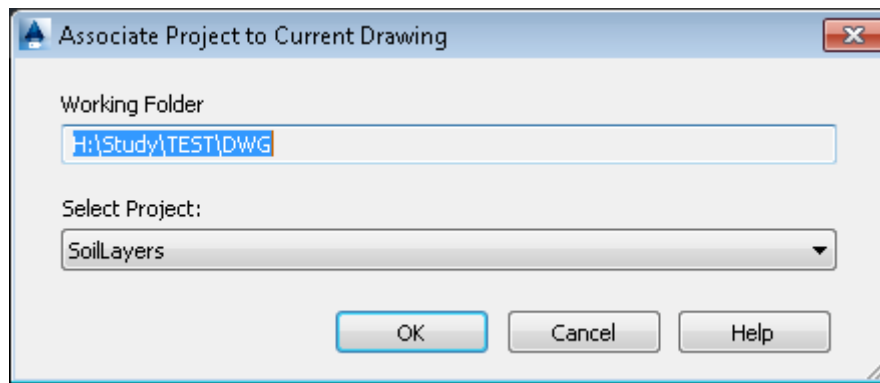 Associate Project to Current Drawing
Working Folder
H:\Study\TEST\DWG
Select Project:
SoilLayers
OK Cancel Help